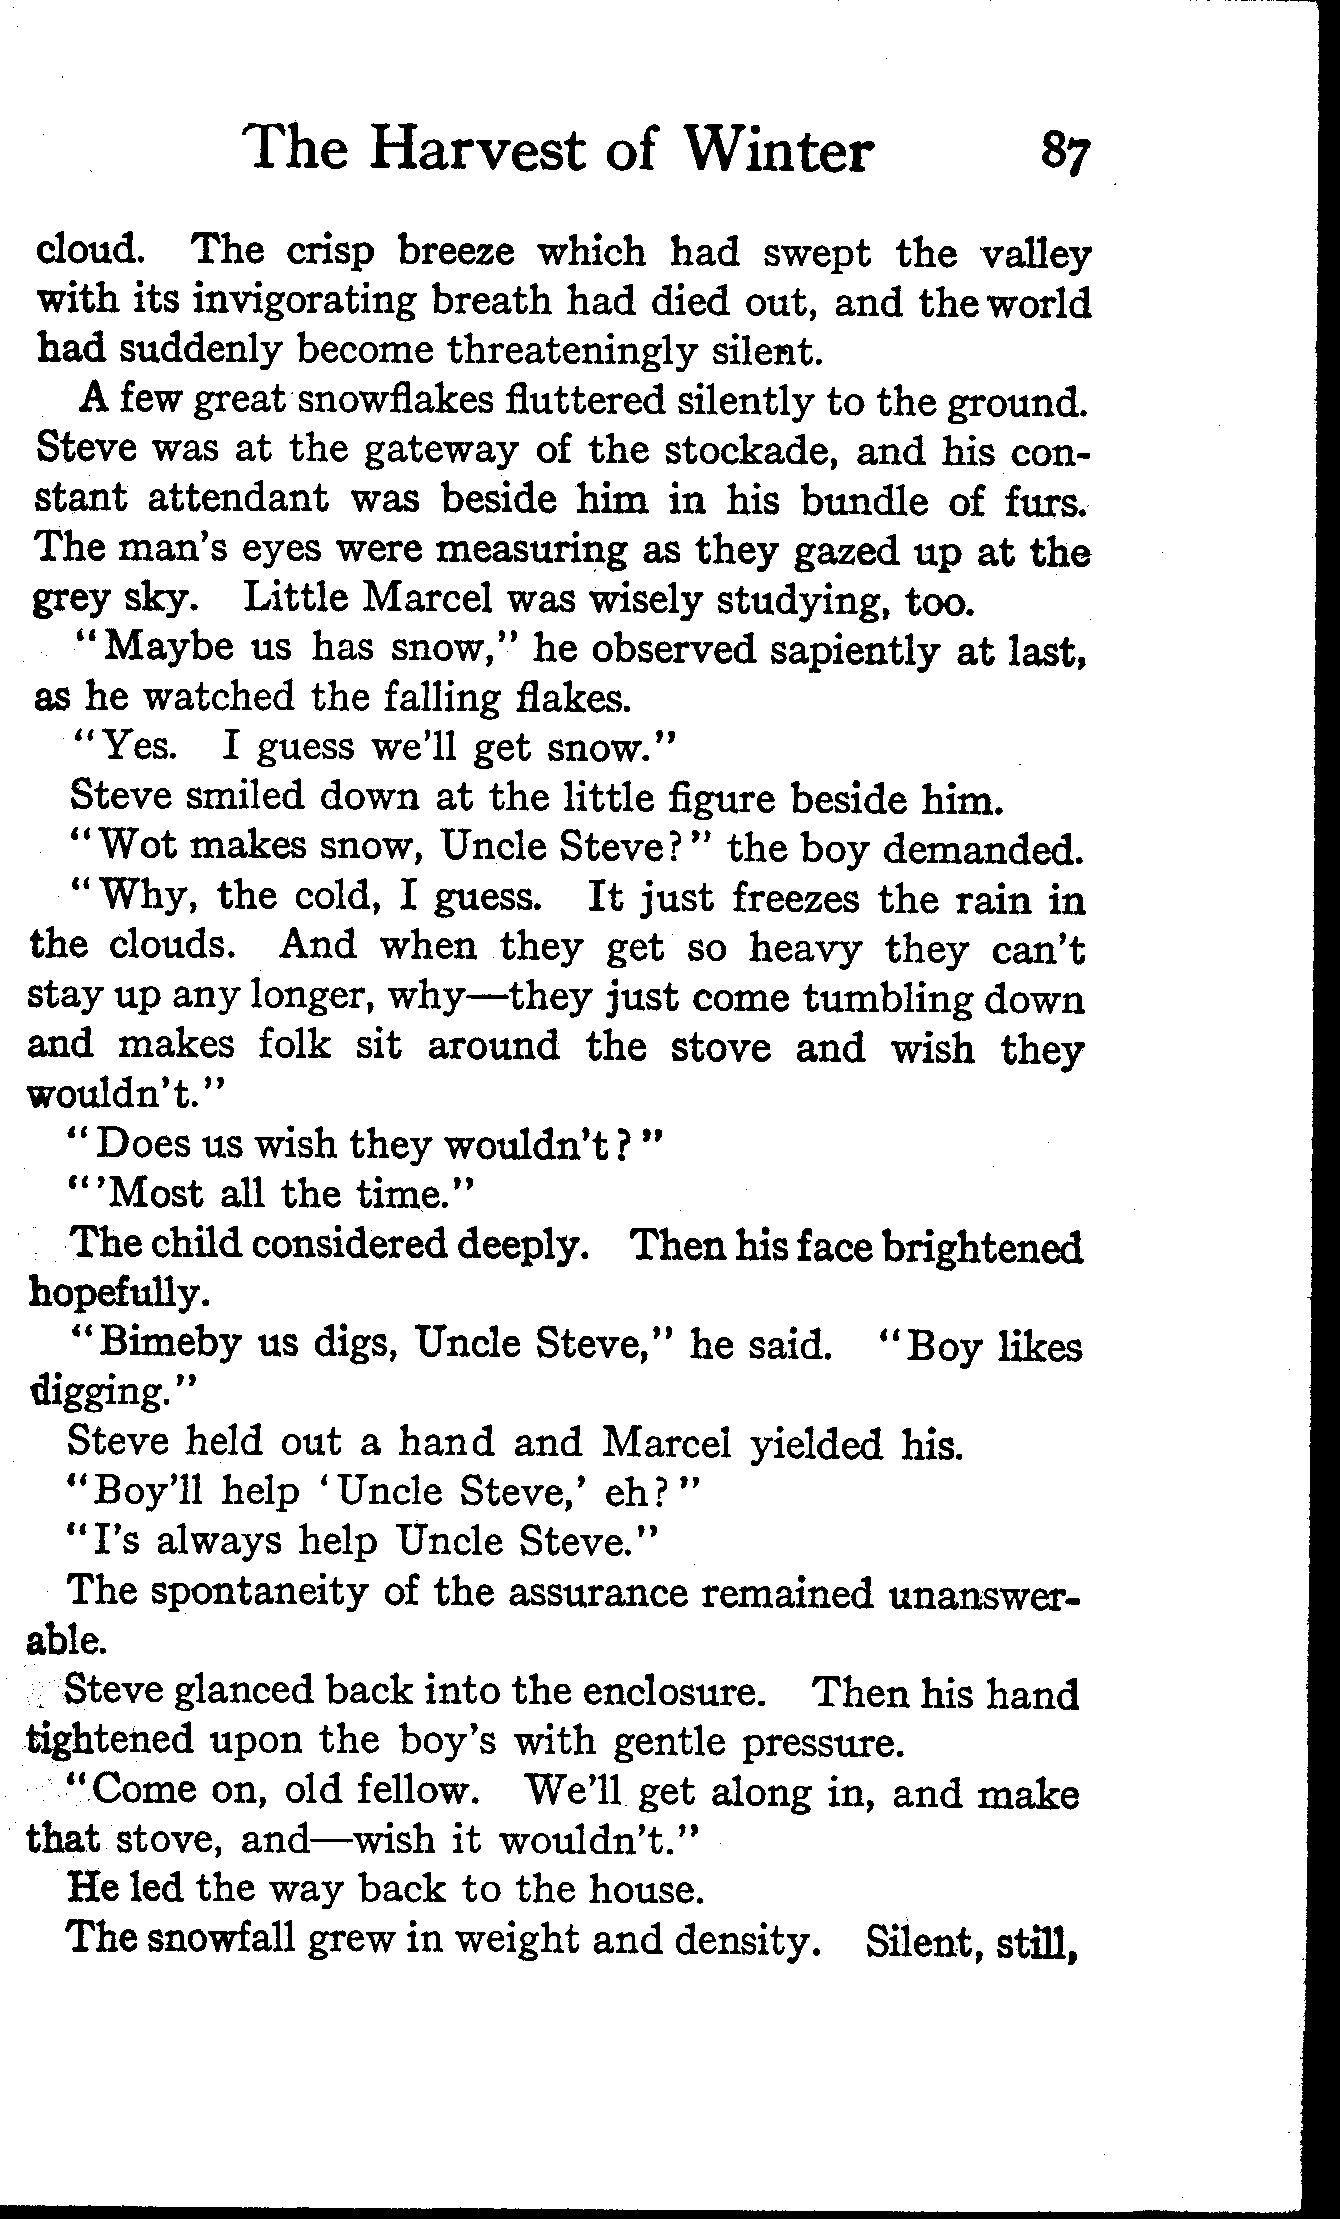 The Harvest of Winter 87
cloud. The crisp breeze which had swept the valley
with its invigorating breath had died out, and the world
had suddenly become threateningly silent.
A few great snowflakes fluttered silently to the ground.
Steve was at the gateway of the stockade, and his con-
stant attendant was beside him in his bundle of furs.
The man's eyes were measuring as they gazed up at the
grey sky. Little Marcel was wisely studying, too.
"Maybe us has snow," he observed sapiently at last,
as he watched the falling flakes.
"Yes. I guess we'll get snow."
Steve smiled down at the little figure beside him.
"Wot makes snow, Uncle Steve?" the boy demanded.
"Why, the cold, I guess. It just freezes the rain in
the clouds. And when they get so heavy they can't
stay up any longer, why—they just come tumbling down
and makes folk sit around the stove and wish they
wouldn't."
"Does us wish they wouldn't?"
"'Most all the time."
The child considered deeply. Then his face brightened
hopefully.
"Bimeby us digs, Uncle Steve," he said. "Boy likes
digging."
Steve held out a hand and Marcel yielded his.
"Boy'll help 'Uncle Steve,' eh?"
"I's always help Uncle Steve."
The spontaneity of the assurance remained unanswer-
able.
Steve glanced back into the enclosure. Then his hand
tightened upon the boy's with gentle pressure.
"Come on, old fellow. We'll get along in, and make
that stove, and—wish it wouldn't."
He led the way back to the house.
The snowfall grew in weight and density. Silent, still,